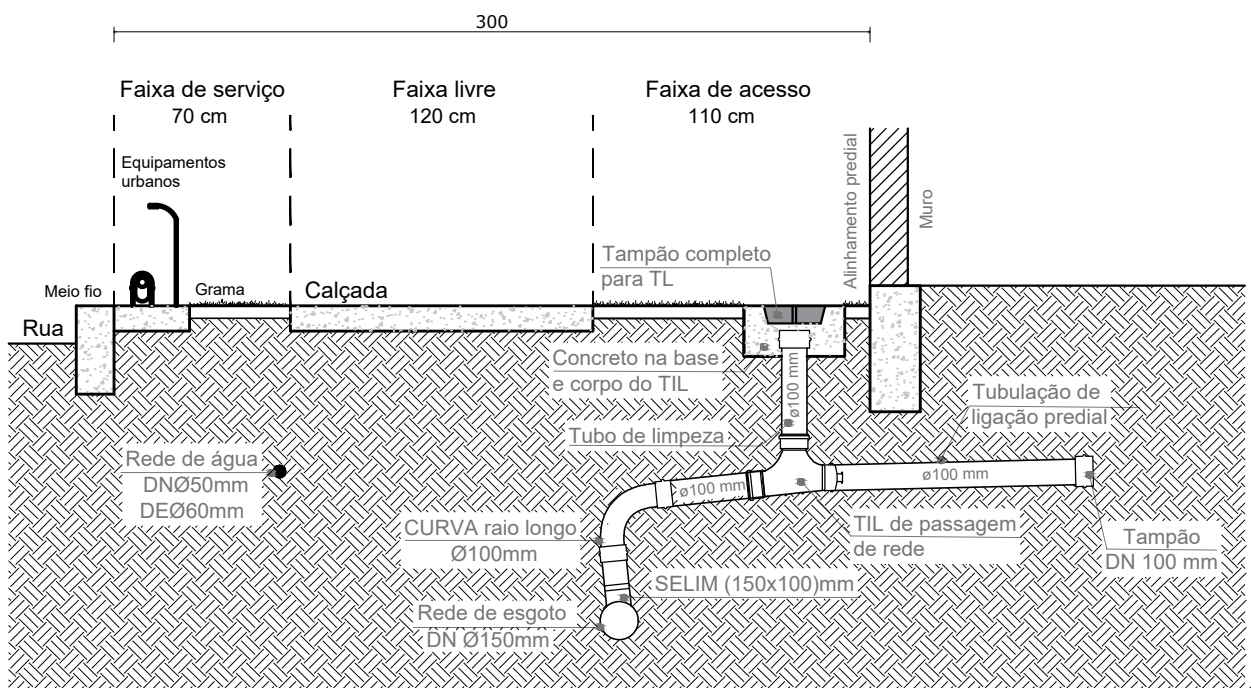 300
Faixa de serviço
70 cm
Faixa livre
120 cm
Faixa de acesso
110 cm
Equipamentos
urbanos
Alinhamento predial
Muro
Tampão completo
para TL
Meio fio
Grama
Calçada
Rua
Concreto na base
e corpo do TIL
ø100 mm
Tubulação de
ligação predial
Tubo de limpeza
Rede de água
DNØ50mm
DEØ60mm
ø100 mm
ø100 mm
CURVA raio longo
Ø100mm
TIL de passagem
de rede
Tampão
DN 100 mm
SELIM (150x100)mm
Rede de esgoto
DN Ø150mm